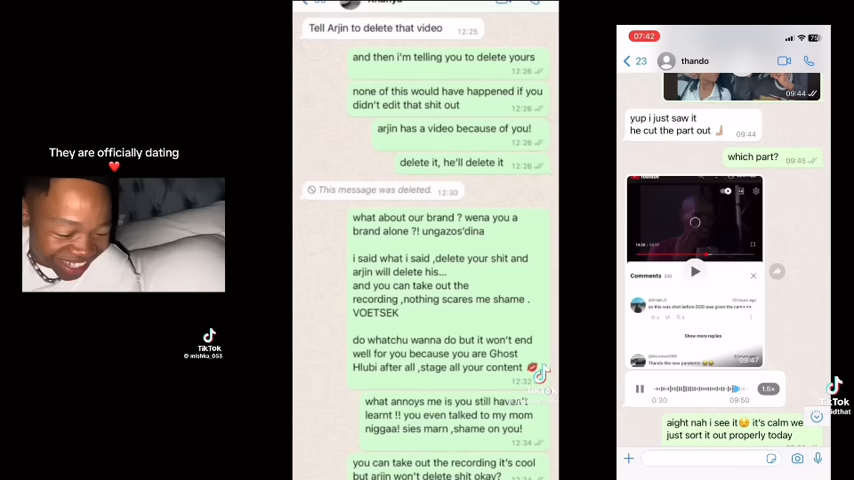 They are officially dating
❤️
TikTok
@mishka_053
Tell Arjin to delete that video
12:25
and then i'm telling you to delete yours
12:26
none of this would have happened if you
didn't edit that shit out
12:26
arjin has a video because of you!
12:26
delete it, he'll delete it
12:26
This message was deleted.
12:30
what about our brand ? wena you a
brand alone ?! ungazos'dina
i said what i said ,delete your shit and
arjin will delete his...
and you can take out the
recording ,nothing scares me shame .
VOETSEK
do whatchu wanna do but it won't end
well for you because you are Ghost
Hlubi after all ,stage all your content 💋
12:32
what annoys me is you still haven't
learnt !! you even talked to my mom
niggaa! sies marn ,shame on you!
12:34
you can take out the recording it's cool
but arjin won't delete shit okay?
07:42
23
thando
09:44
yup i just saw it
he cut the part out
09:44
which part?
09:45
Comments
Show more replies
09:47
0:30
09:50
1.5×
TikTok
aight nah i see it😊 it's calm we
just sort it out properly today